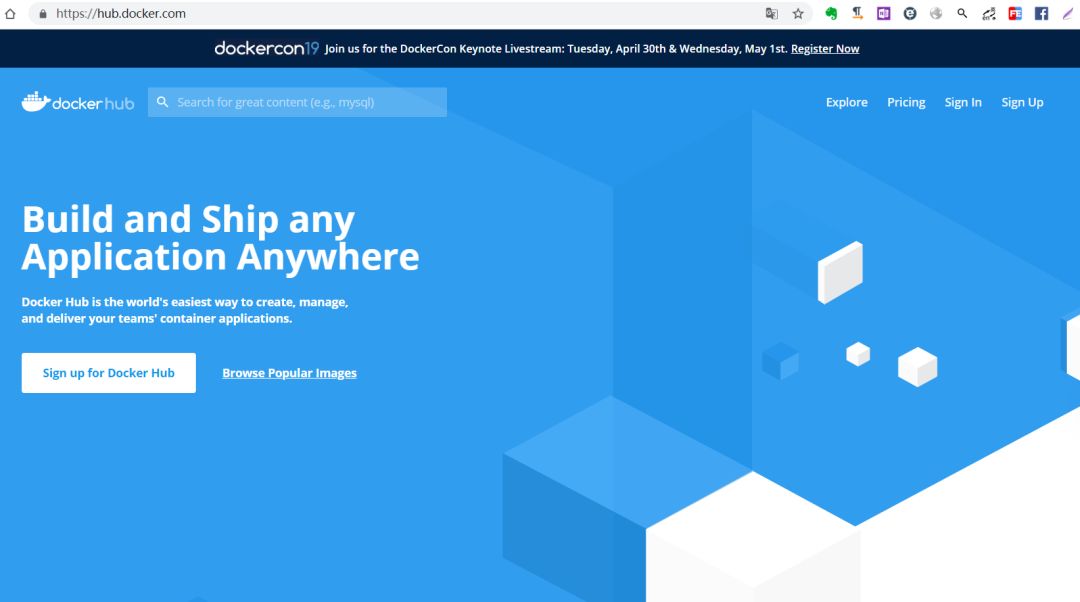 https://hub.docker.com
dockercon19 Join us for the DockerCon Keynote Livestream: Tuesday, April 30th & Wednesday, May 1st. Register Now
docker hub
Search for great content (e.g., mysql)
Explore
Pricing
Sign In
Sign Up
Build and Ship any
Application Anywhere
Docker Hub is the world's easiest way to create, manage,
and deliver your teams' container applications.
Sign up for Docker Hub
Browse Popular Images